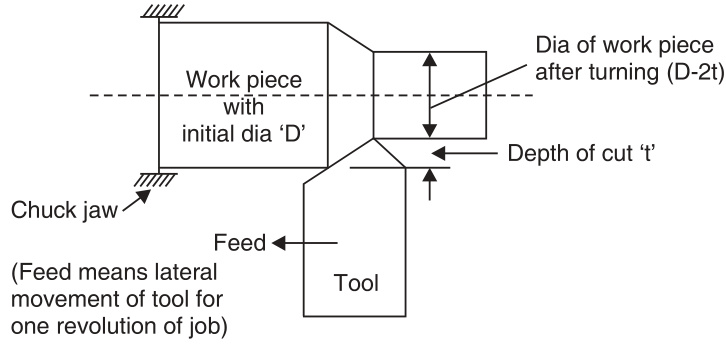 Dia of work piece
after turning (D-2t)
Work piece
with
initial dia ‘D’
Depth of cut ‘t’
Chuck jaw
Feed
(Feed means lateral
movement of tool for
one revolution of job)
Tool